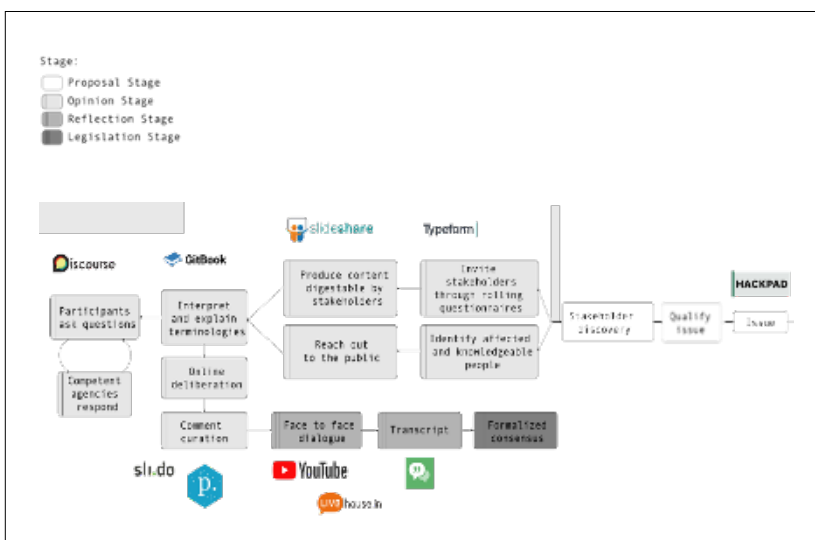 Stage:
Proposal Stage
Opinion Stage
Reflection Stage
Legislation Stage
slideshare
Typeform
Discourse
GitBook
HACKPAD
Participants
ask questions
Interpret
and explain
terminologies
Produce content
digestable by
stakeholders
Invite
stakeholders
through rolling
questionnaires
Stakeholder
discovery
Qualify
issue
Issue
Reach out
to the public
Identify affected
and knowledgeable
people
Competent
agencies
respond
Online
deliberation
Comment
curation
Face to face
dialogue
Transcript
Formalized
consensus
sli.do
p.
YouTube
LIVE house.in